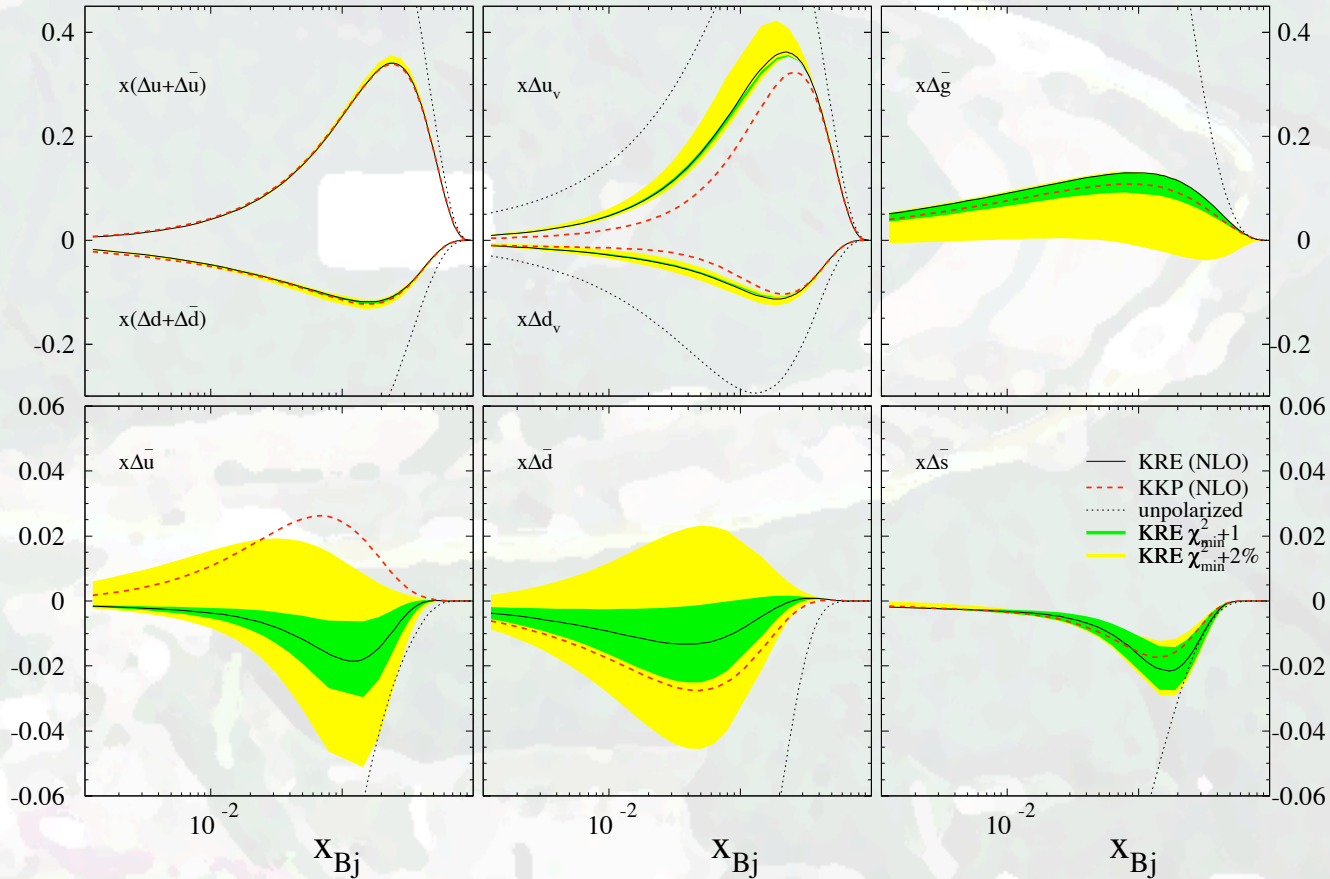 0.4
0.2
0
-0.2
x(Δu+Δū)
x(Δd+Δd̄)
xΔu_v
xΔd_v
xΔḡ
0.4
0.2
0
-0.2
0.06
0.04
0.02
0
-0.02
-0.04
-0.06
xΔū
xΔd̄
xΔs̄
KRE (NLO)
KKP (NLO)
unpolarized
KRE χ²_min+1
KRE χ²_min+2%
0.06
0.04
0.02
0
-0.02
-0.04
-0.06
10⁻² 10⁻² 10⁻²
x_Bj x_Bj x_Bj